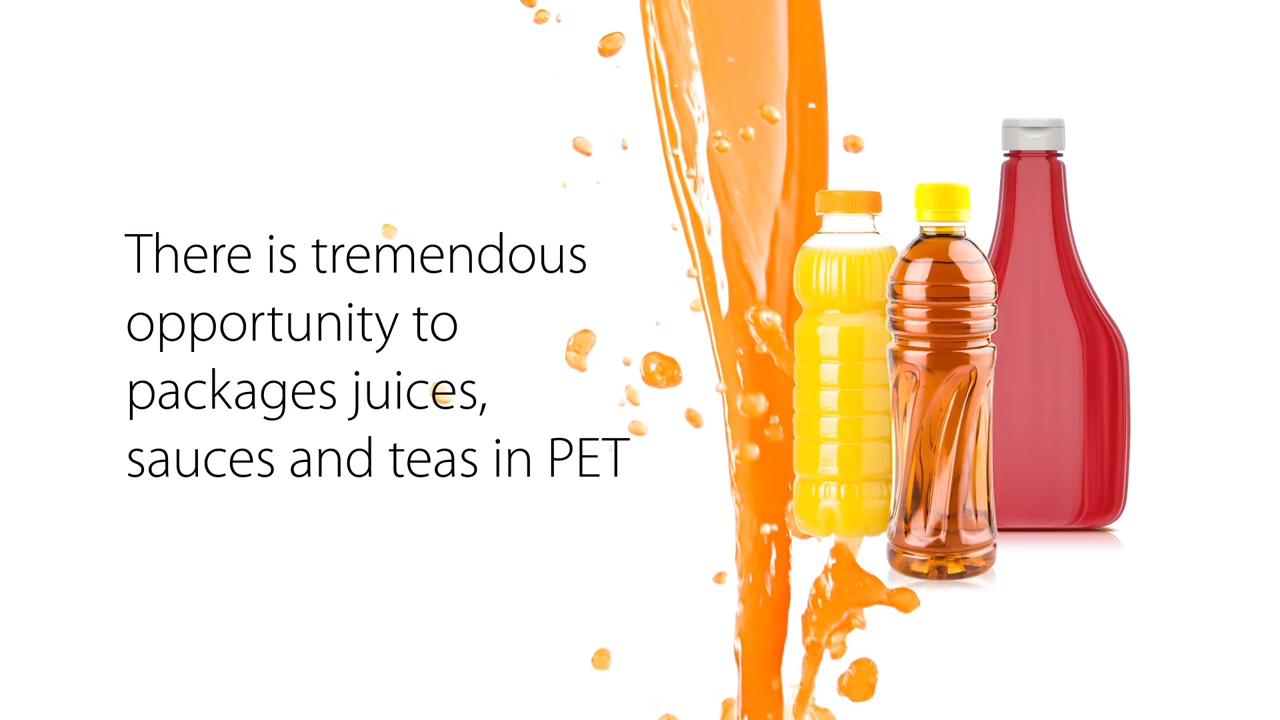 There is tremendous
opportunity to
packages juices,
sauces and teas in PET